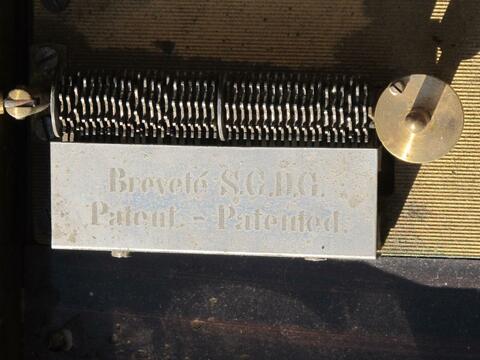 Breveté S.G.D.G.
Patent. - Patented.